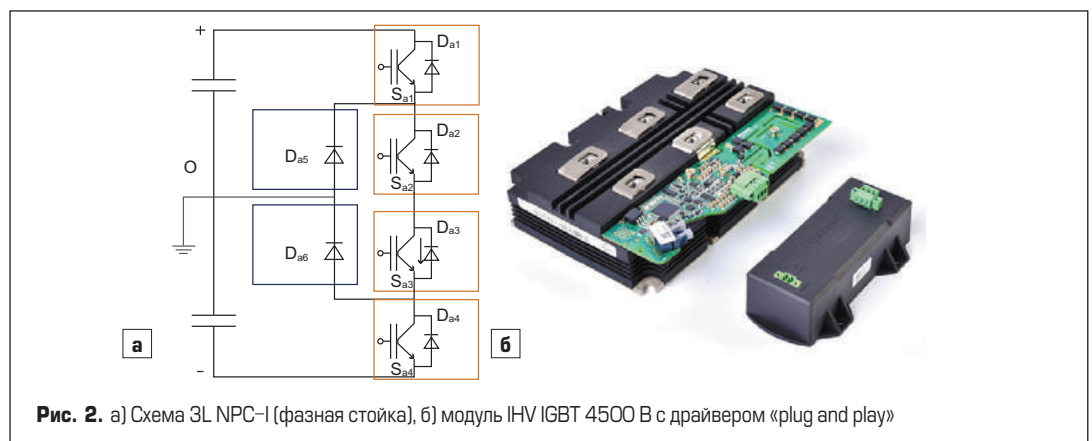 +
Da1
Sa1
Da2
Da5
Sa2
O
Da3
Da6
Sa3
Da4
а
б
Sa4
-
Рис. 2. а) Схема 3L NPC–I (фазная стойка), б) модуль IHV IGBT 4500 В с драйвером «plug and play»